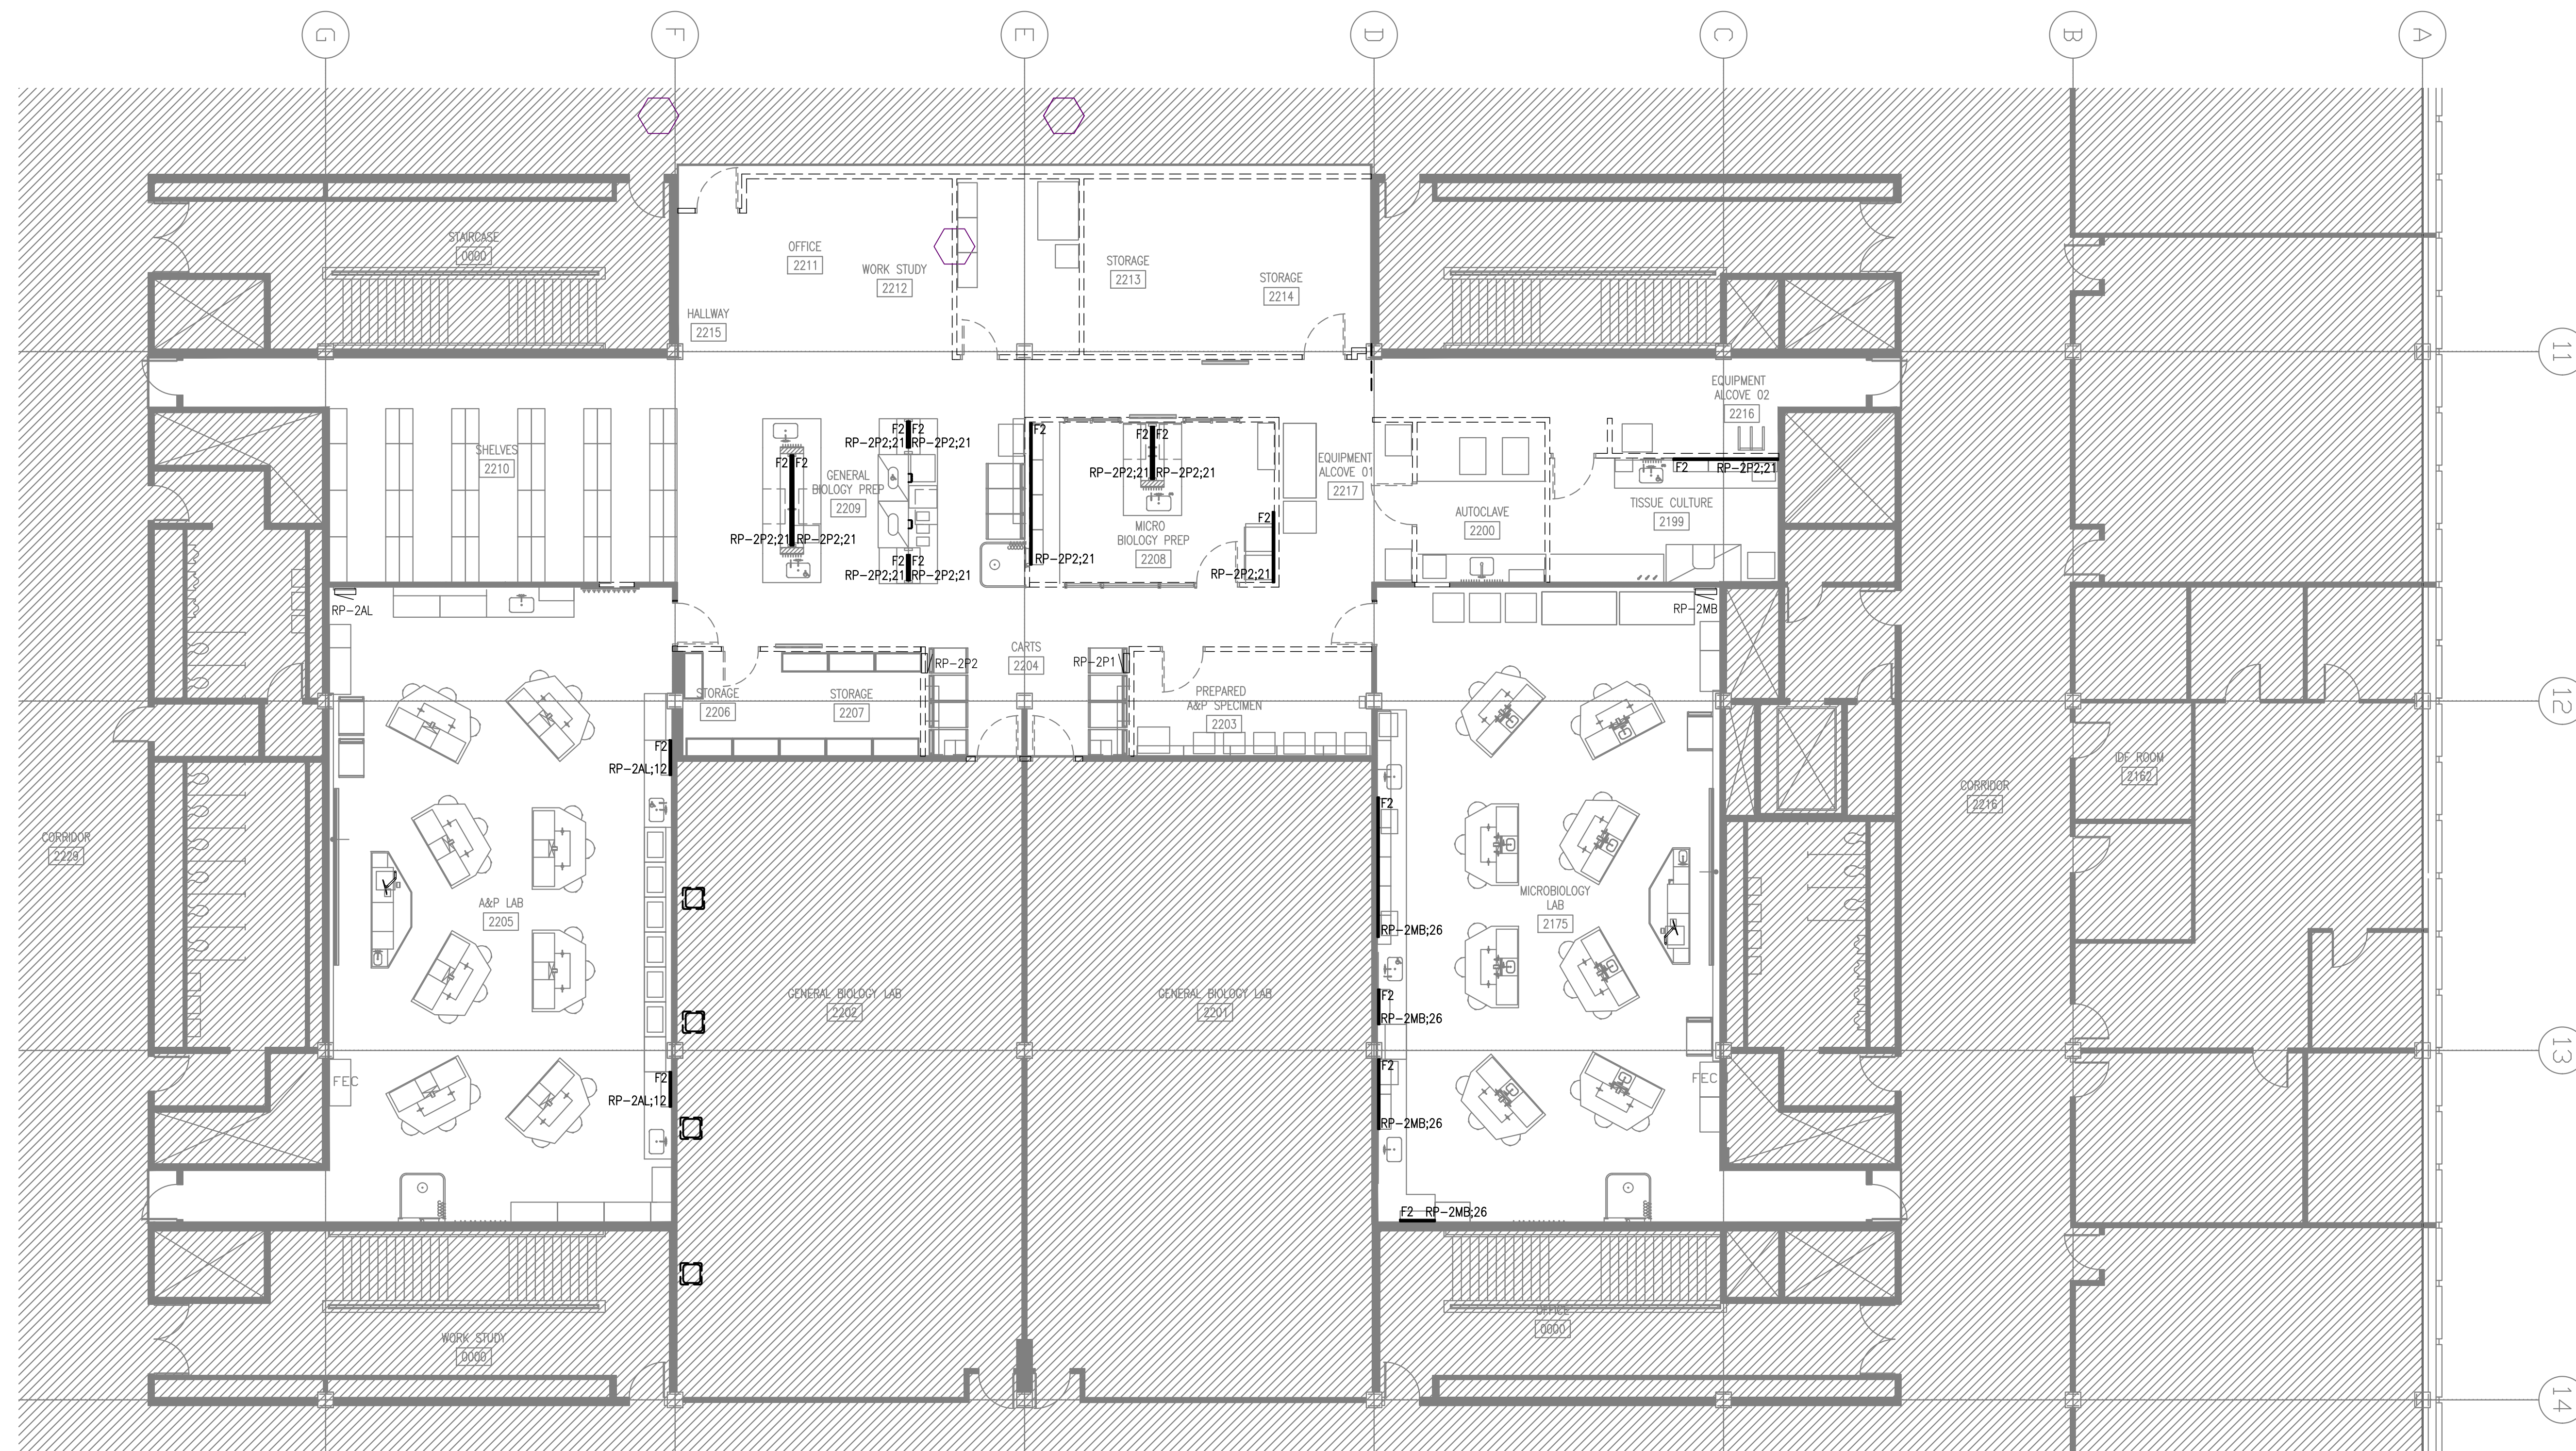 G
F
E
D
C
B
A
STAIRCASE
0000
OFFICE
2211
WORK STUDY
2212
STORAGE
2213
STORAGE
2214
HALLWAY
2215
11
EQUIPMENT
ALCOVE 02
2216
SHELVES
2210
F2 F2
RP-2P2;21 RP-2P2;21
F2 F2
RP-2P2;21 RP-2P2;21
GENERAL
BIOLOGY PREP
2209
F2 F2
RP-2P2;21 RP-2P2;21
F2
RP-2P2;21
F2 F2
RP-2P2;21 RP-2P2;21
MICRO
BIOLOGY PREP
2208
F2
RP-2P2;21
EQUIPMENT
ALCOVE 01
2217
AUTOCLAVE
2200
F2 RP-2P2;21
TISSUE CULTURE
2199
RP-2AL
RP-2MB
RP-2P2
CARTS
2204
RP-2P1
STORAGE
2206
STORAGE
2207
PREPARED
A&P SPECIMEN
2203
12
F2
RP-2AL;12
IDF ROOM
2162
CORRIDOR
2216
CORRIDOR
2229
A&P LAB
2205
F2
RP-2MB;26
MICROBIOLOGY
LAB
2175
GENERAL BIOLOGY LAB
2202
GENERAL BIOLOGY LAB
2201
F2
RP-2MB;26
13
FEC
F2
RP-2AL;12
F2
RP-2MB;26
FEC
F2 RP-2MB;26
WORK STUDY
0000
OFFICE
0000
14